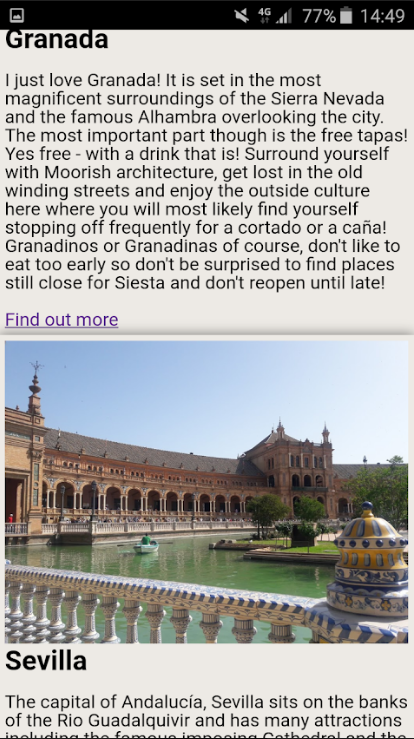 4G 77% 14:49
Granada
I just love Granada! It is set in the most
magnificent surroundings of the Sierra Nevada
and the famous Alhambra overlooking the city.
The most important part though is the free tapas!
Yes free - with a drink that is! Surround yourself
with Moorish architecture, get lost in the old
winding streets and enjoy the outside culture
here where you will most likely find yourself
stopping off frequently for a cortado or a caña!
Granadinos or Granadinas of course, don't like to
eat too early so don't be surprised to find places
still close for Siesta and don't reopen until late!
Find out more
Sevilla
The capital of Andalucía, Sevilla sits on the banks
of the Rio Guadalquivir and has many attractions
including the famous imposing Cathedral and the